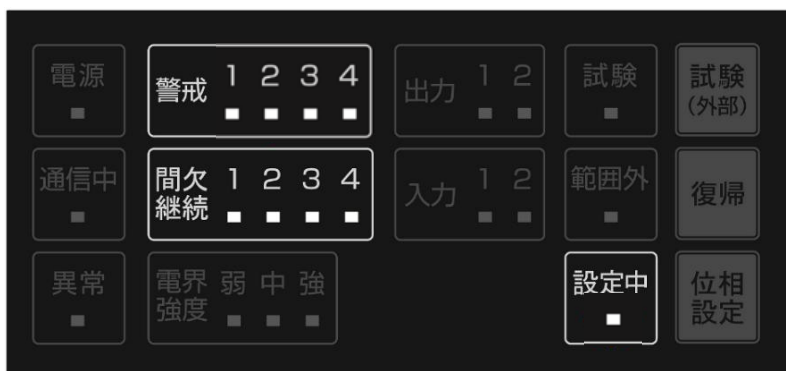 電源
警戒 1 2 3 4
出力 1 2
試験
試験
(外部)
通信中
間欠
継続 1 2 3 4
入力 1 2
範囲外
復帰
異常
電界
強度 弱 中 強
設定中
位相
設定